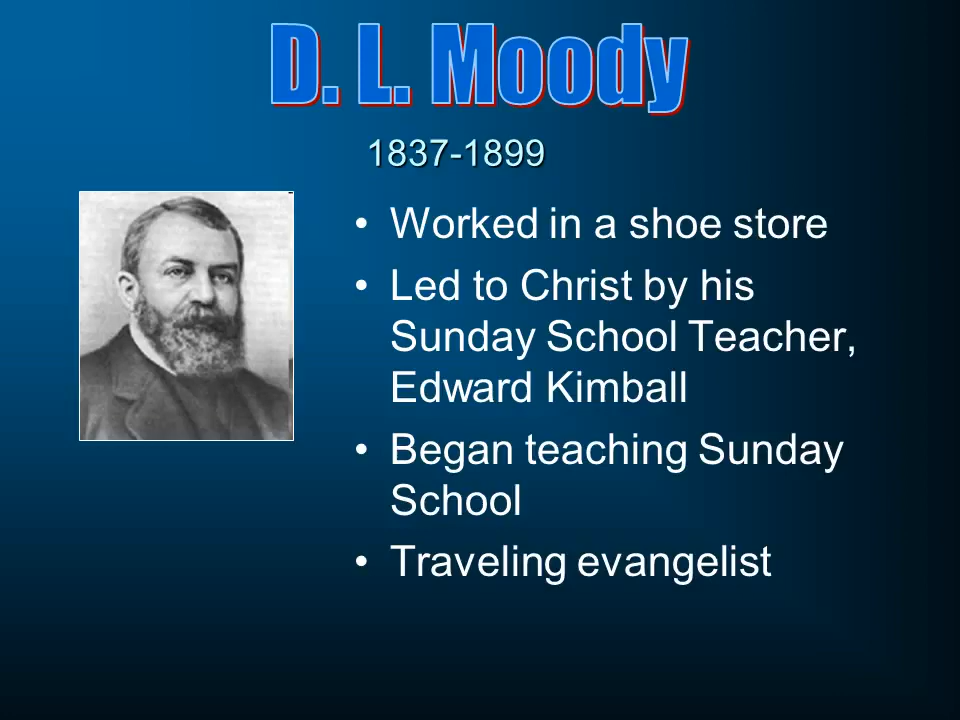 D. L. Moody
1837-1899
• Worked in a shoe store
• Led to Christ by his
Sunday School Teacher,
Edward Kimball
• Began teaching Sunday
School
• Traveling evangelist